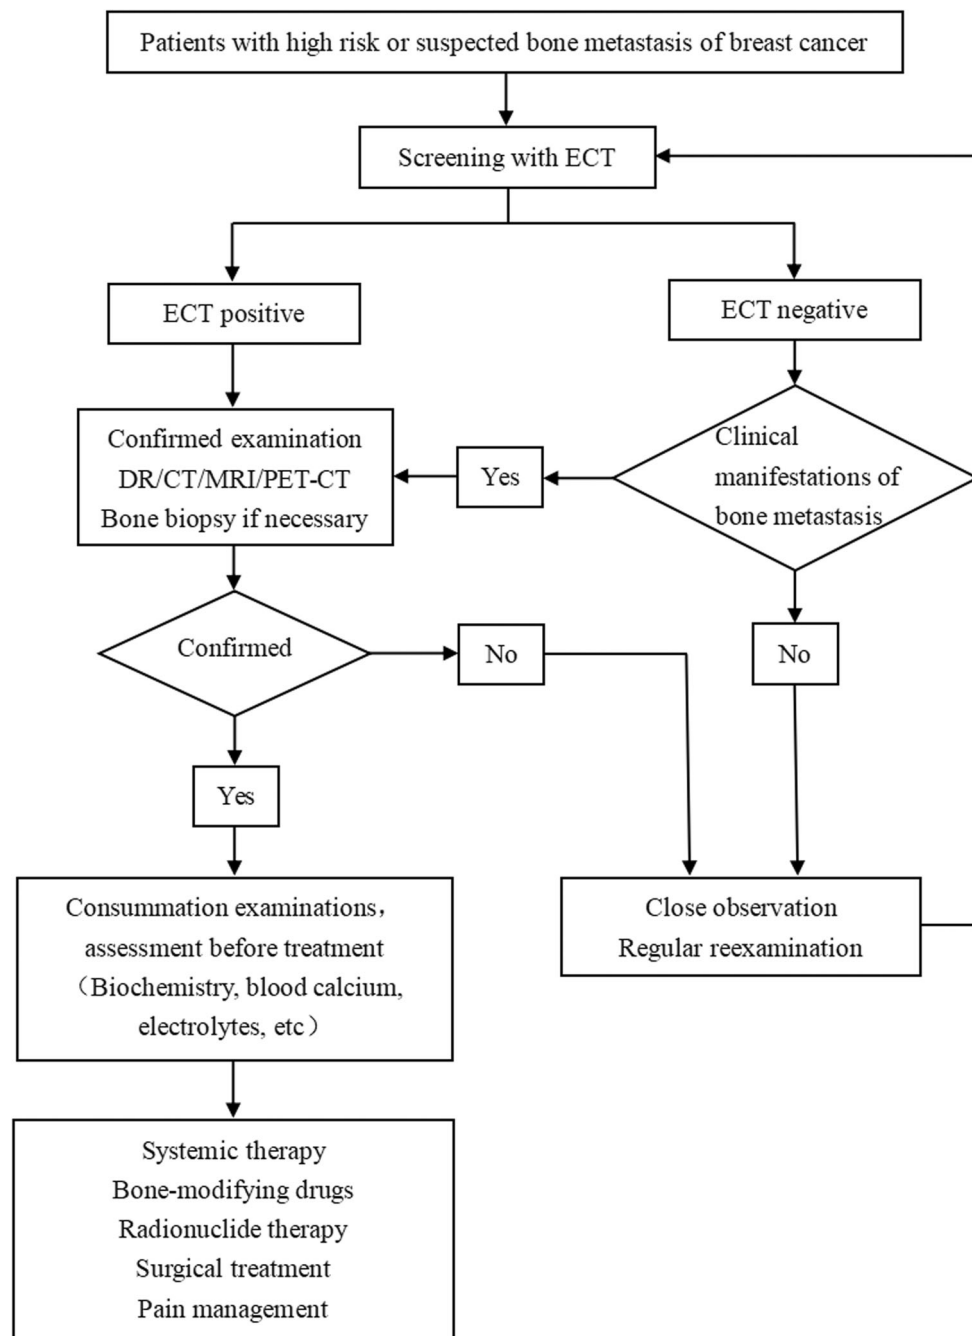 Patients with high risk or suspected bone metastasis of breast cancer
Screening with ECT
ECT positive
ECT negative
Confirmed examination
DR/CT/MRI/PET-CT
Bone biopsy if necessary
Yes
Clinical
manifestations of
bone metastasis
Confirmed
No
No
Yes
Consummation examinations，
assessment before treatment
（Biochemistry, blood calcium,
electrolytes, etc）
Close observation
Regular reexamination
Systemic therapy
Bone-modifying drugs
Radionuclide therapy
Surgical treatment
Pain management